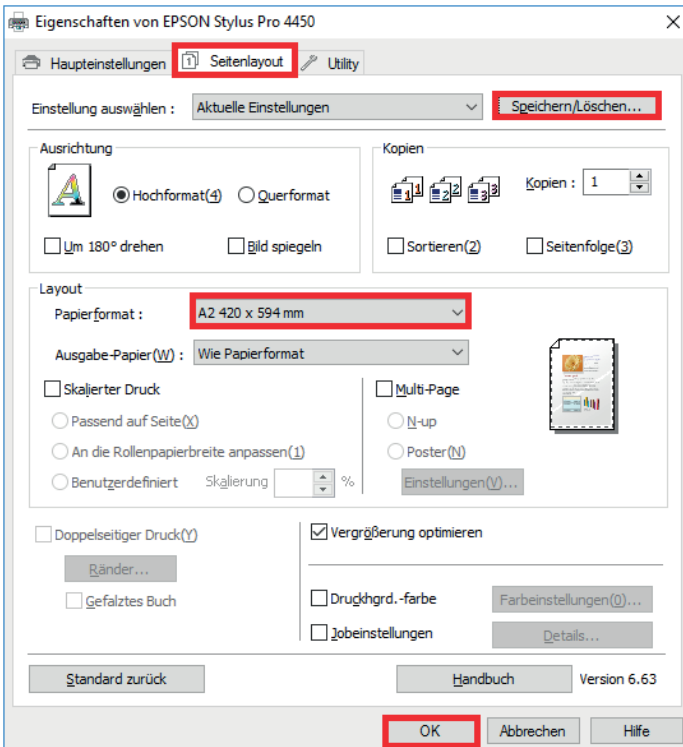 Eigenschaften von EPSON Stylus Pro 4450
Haupteinstellungen Seitenlayout Utility
Einstellung auswählen : Aktuelle Einstellungen Speichern/Löschen...
Ausrichtung
Hochformat(4) Querformat
Um 180° drehen Bild spiegeln
Kopien
Kopien : 1
Sortieren(2) Seitenfolge(3)
Layout
Papierformat : A2 420 x 594 mm
Ausgabe-Papier(W) : Wie Papierformat
Skalierter Druck
Passend auf Seite(X)
An die Rollenpapierbreite anpassen(1)
Benutzerdefiniert Skalierung %
Multi-Page
N-up
Poster(N)
Einstellungen(V)...
Doppelseitiger Druck(Y)
Ränder...
Gefalztes Buch
Vergrößerung optimieren
Druckhgrd.-farbe Farbeinstellungen(0)...
Jobeinstellungen Details...
Standard zurück Handbuch Version 6.63
OK Abbrechen Hilfe